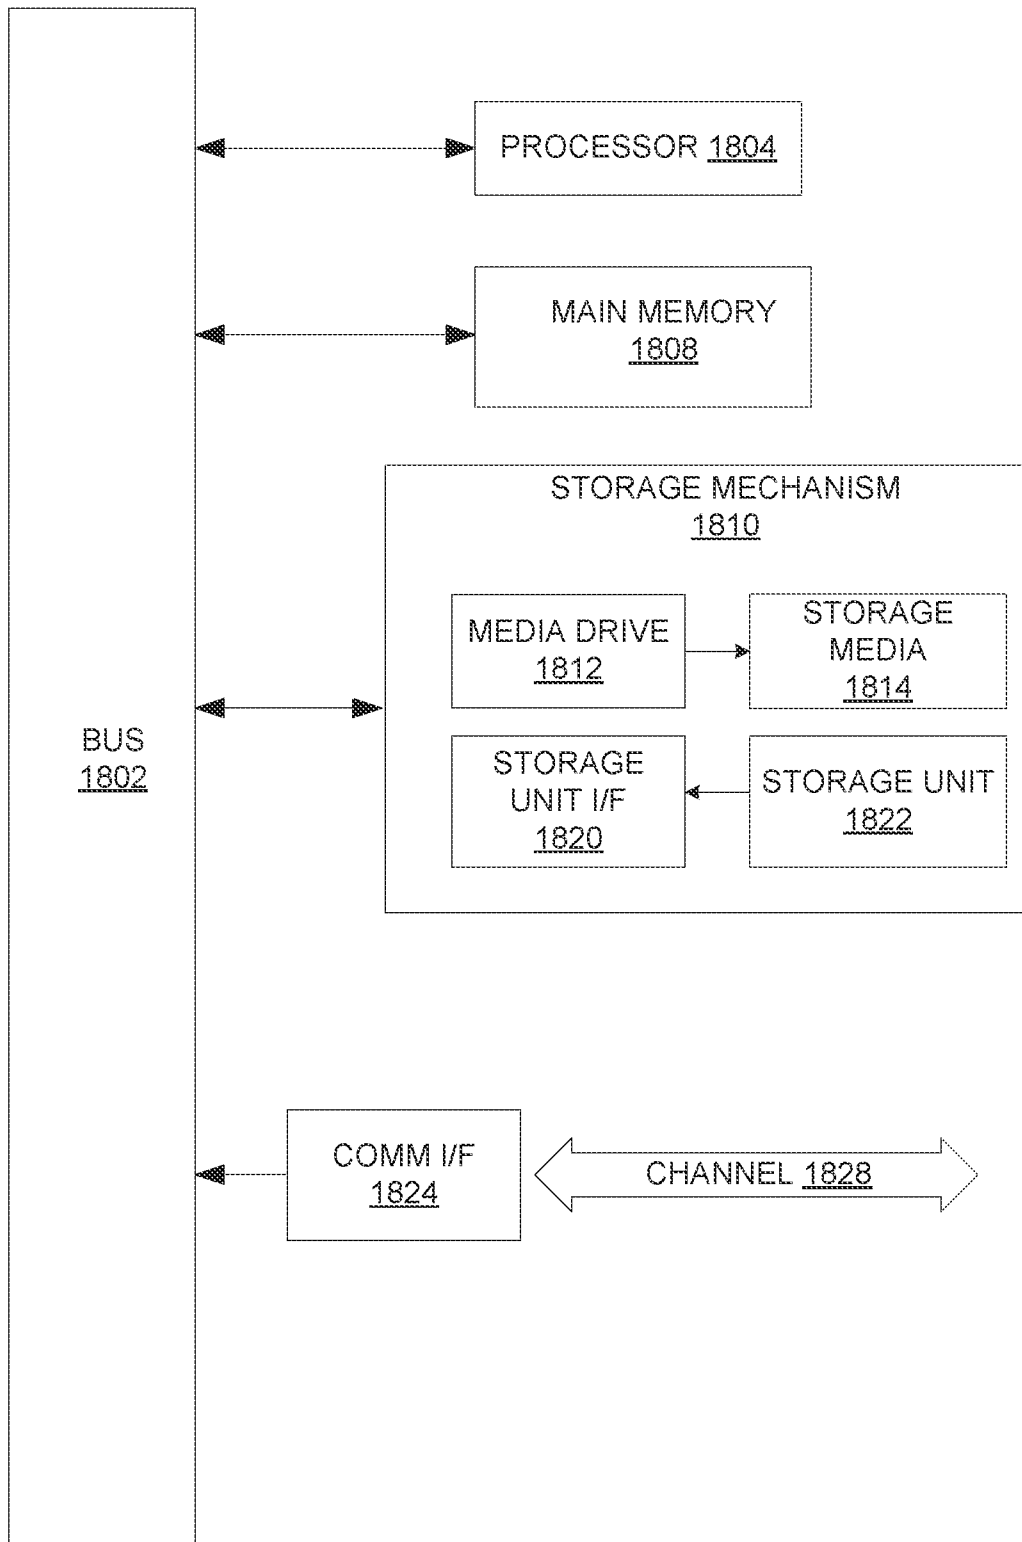 PROCESSOR 1804
MAIN MEMORY
1808
STORAGE MECHANISM
1810
MEDIA DRIVE
1812
STORAGE
MEDIA
1814
BUS
1802
STORAGE
UNIT I/F
1820
STORAGE UNIT
1822
COMM I/F
1824
CHANNEL 1828